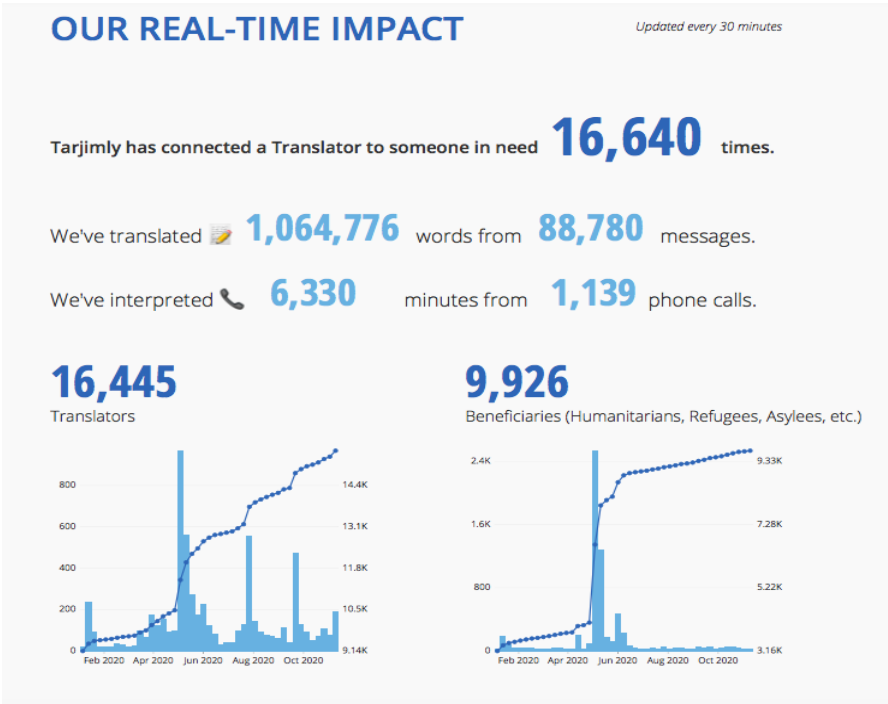 OUR REAL-TIME IMPACT
Updated every 30 minutes
Tarjimly has connected a Translator to someone in need 16,640 times.
We've translated 📝 1,064,776 words from 88,780 messages.
We've interpreted 📞 6,330 minutes from 1,139 phone calls.
16,445
Translators
9,926
Beneficiaries (Humanitarians, Refugees, Asylees, etc.)
800
600
400
200
0
14.4K
13.1K
11.8K
10.5K
9.14K
Feb 2020 Apr 2020 Jun 2020 Aug 2020 Oct 2020
2.4K
1.6K
800
0
9.33K
7.28K
5.22K
3.16K
Feb 2020 Apr 2020 Jun 2020 Aug 2020 Oct 2020